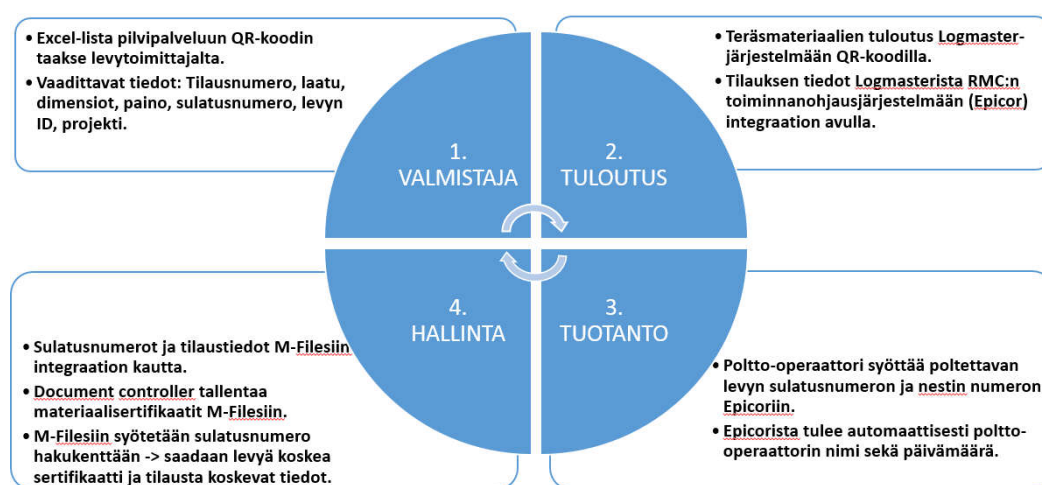 • Excel-lista pilvipalveluun QR-koodin
taakse levytoimittajalta.
• Vaadittavat tiedot: Tilausnumero, laatu,
dimensiot, paino, sulatusnumero, levyn
ID, projekti.
• Teräsmateriaalien tuloutus Logmaster-
järjestelmään QR-koodilla.
• Tilauksen tiedot Logmasterista RMC:n
toiminnanohjausjärjestelmään (Epicor)
integraation avulla.
1.
VALMISTAJA
2.
TULOUTUS
4.
HALLINTA
3.
TUOTANTO
• Sulatusnumerot ja tilaustiedot M-Filesiin
integraation kautta.
• Document controller tallentaa
materiaalisertifikaatit M-Filesiin.
• M-Filesiin syötetään sulatusnumero
hakukenttään -> saadaan levyä koskea
sertifikaatti ja tilausta koskevat tiedot.
• Poltto-operaattori syöttää poltettavan
levyn sulatusnumeron ja nestin numeron
Epicoriin.
• Epicorista tulee automaattisesti poltto-
operaattorin nimi sekä päivämäärä.